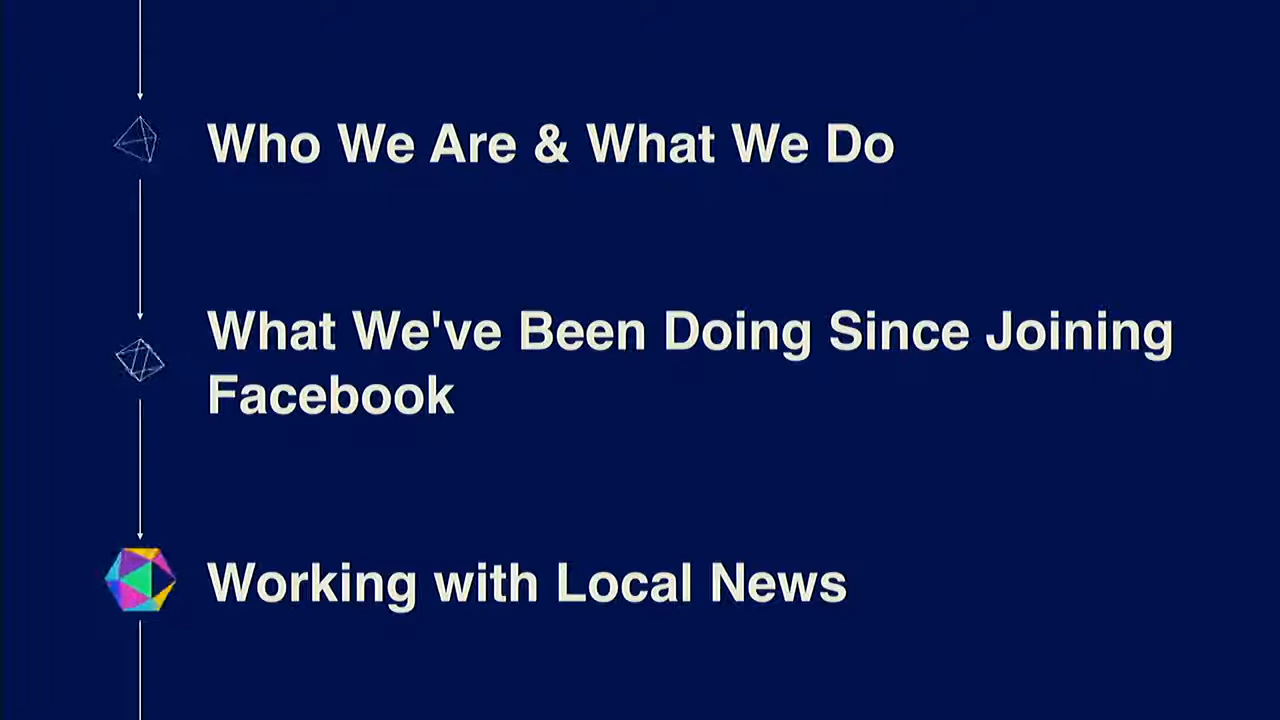 Who We Are & What We Do
What We've Been Doing Since Joining
Facebook
Working with Local News